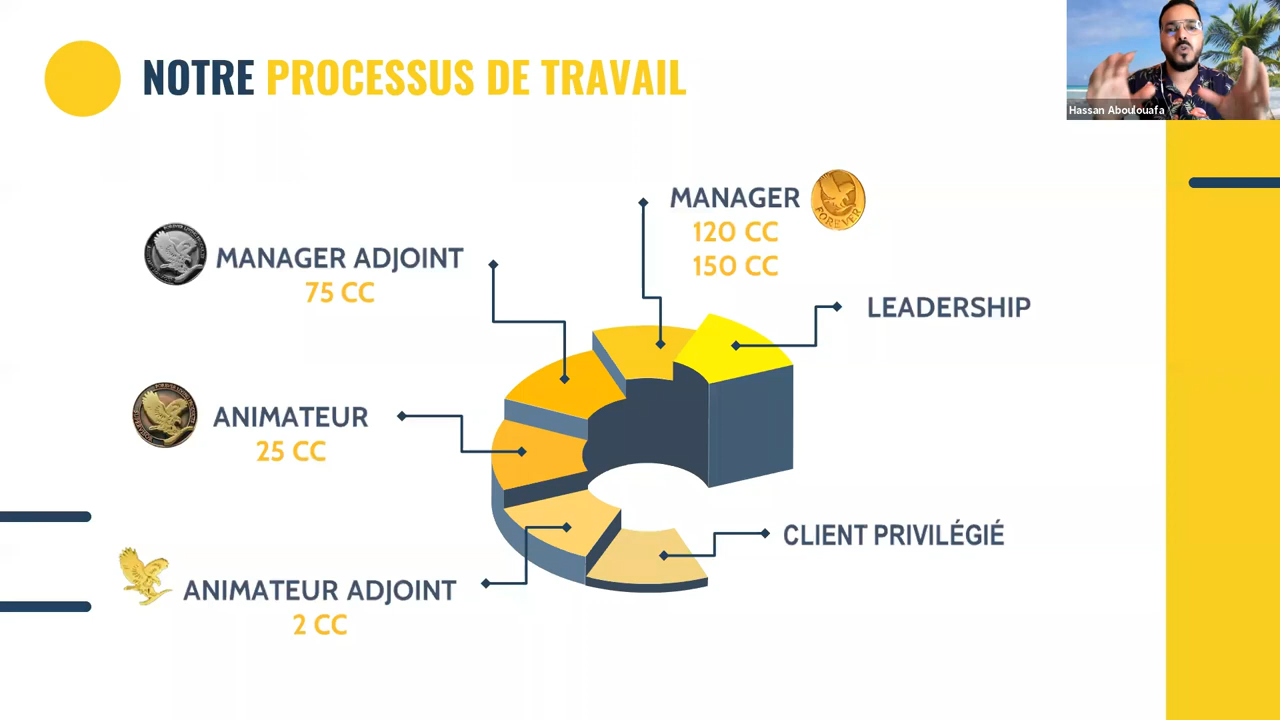 NOTRE PROCESSUS DE TRAVAIL
Hassan Aboulouafa
MANAGER
120 CC
150 CC
FOREVER
MANAGER ADJOINT
75 CC
LEADERSHIP
ANIMATEUR
25 CC
CLIENT PRIVILÉGIÉ
ANIMATEUR ADJOINT
2 CC